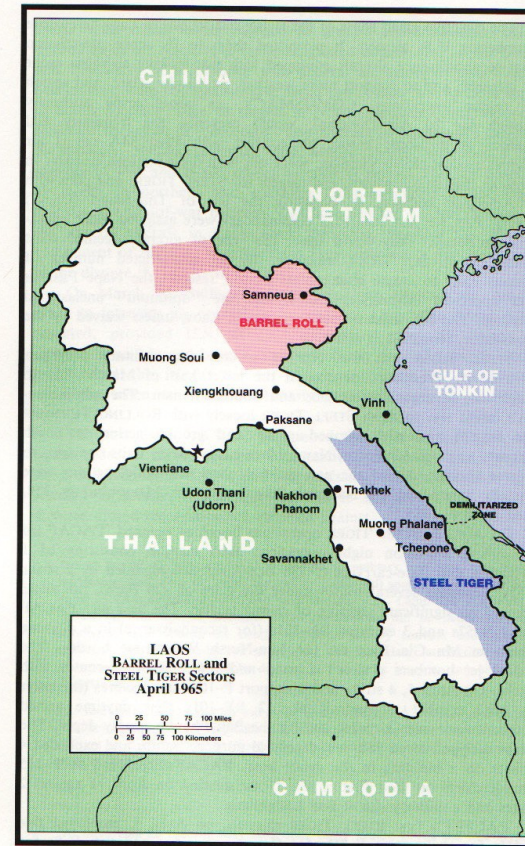 CHINA
NORTH
VIETNAM
Samneua
BARREL ROLL
Muong Soui
GULF OF
TONKIN
Xiengkhouang
Vinh
Paksane
Vientiane
Udon Thani
(Udorn)
Nakhon
Phanom
Thakhek
DEMILITARIZED
ZONE
Muong Phalane
Tchepone
THAILAND
Savannakhet
STEEL TIGER
LAOS
BARREL ROLL and
STEEL TIGER Sectors
April 1965
0 25 50 75 100 Miles
0 25 50 75 100 Kilometers
CAMBODIA